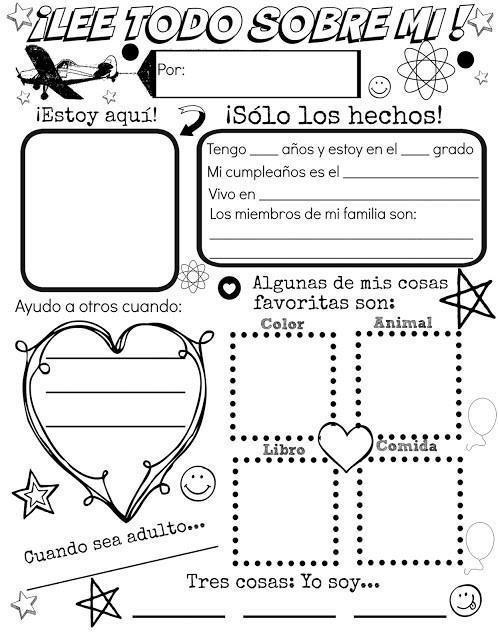 ¡LEE TODO SOBRE MI!
Por:
¡Estoy aquí!
¡Sólo los hechos!
Tengo ____ años y estoy en el ____ grado
Mi cumpleaños es el ____
Vivo en ____
Los miembros de mi familia son:
Ayudo a otros cuando:
Algunas de mis cosas
favoritas son:
Color
Animal
Libro
Comida
Cuando sea adulto...
Tres cosas: Yo soy...